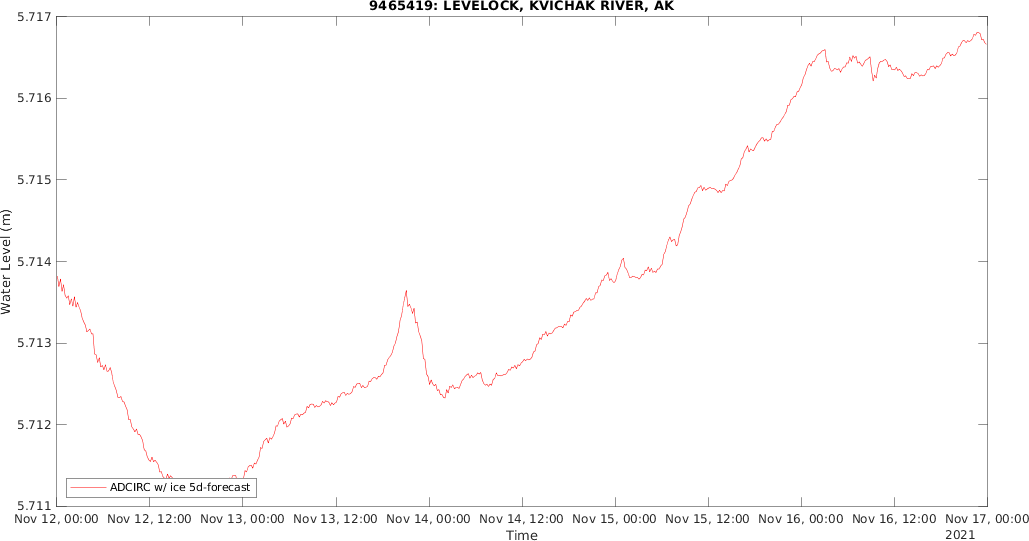 9465419: LEVELOCK, KVICHAK RIVER, AK
5.717
5.716
5.715
5.714
5.713
5.712
5.711
Water Level (m)
ADCIRC w/ ice 5d-forecast
Nov 12, 00:00 Nov 12, 12:00 Nov 13, 00:00 Nov 13, 12:00 Nov 14, 00:00 Nov 14, 12:00 Nov 15, 00:00 Nov 15, 12:00 Nov 16, 00:00 Nov 16, 12:00 Nov 17, 00:00
Time
2021